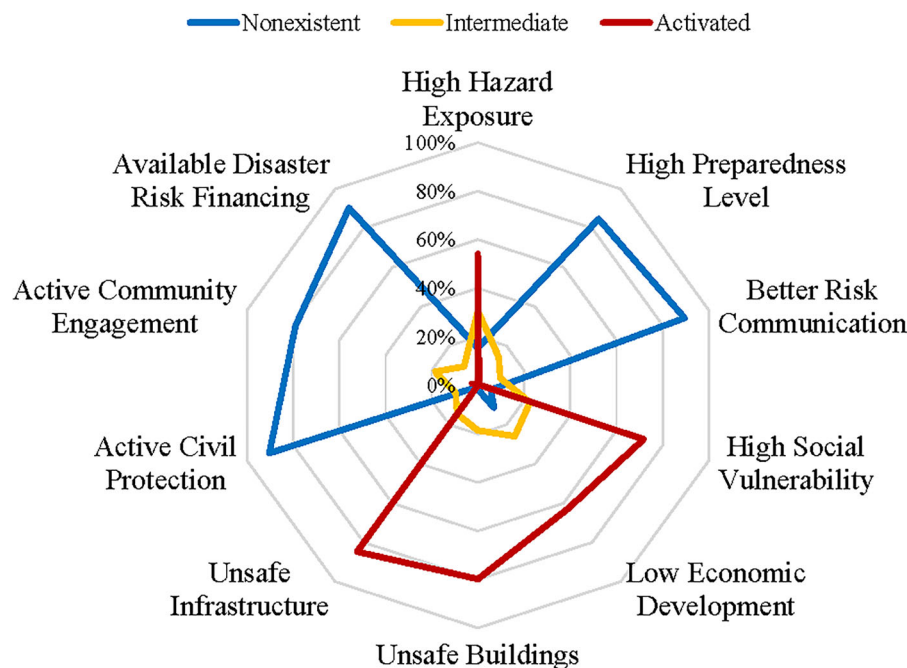 Nonexistent Intermediate Activated
High Hazard
Exposure
High Preparedness
Level
Better Risk
Communication
High Social
Vulnerability
Low Economic
Development
Unsafe Buildings
Unsafe
Infrastructure
Active Civil
Protection
Active Community
Engagement
Available Disaster
Risk Financing
100%
80%
60%
40%
20%
0%